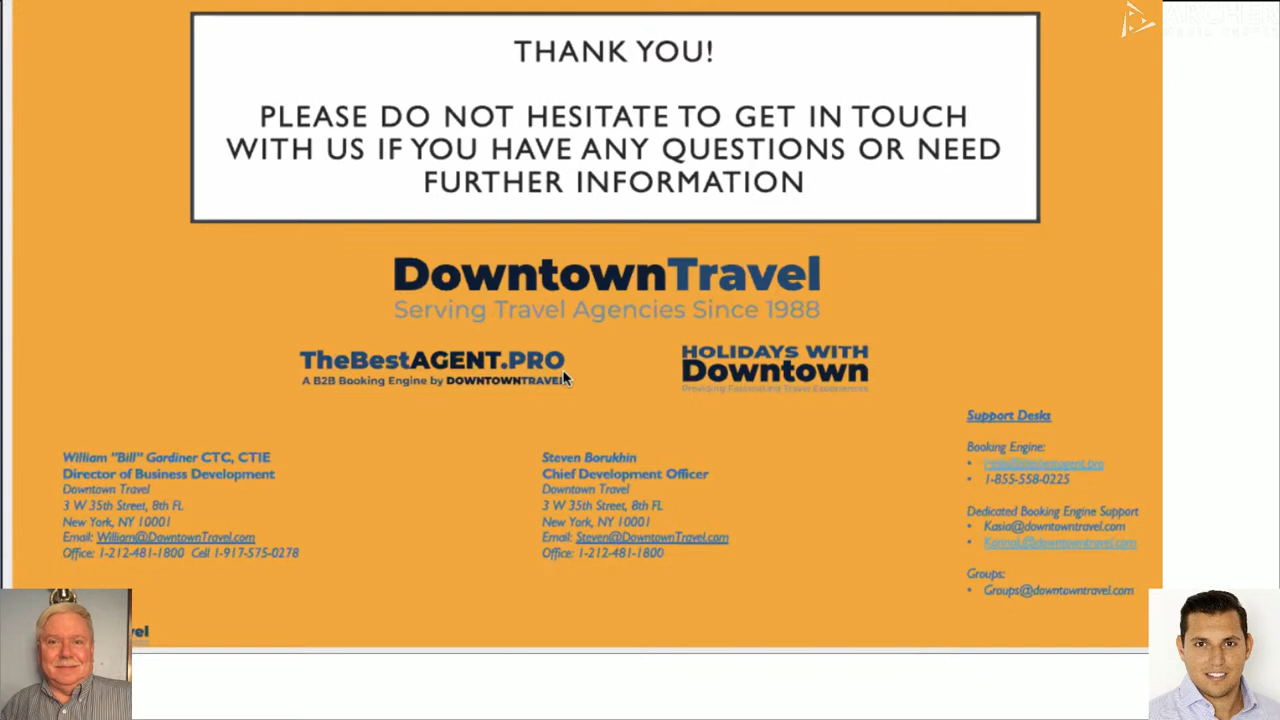 THANK YOU!
PLEASE DO NOT HESITATE TO GET IN TOUCH
WITH US IF YOU HAVE ANY QUESTIONS OR NEED
FURTHER INFORMATION
DowntownTravel
Serving Travel Agencies Since 1988
TheBestAGENT.PRO
A B2B Booking Engine by DOWNTOWNTRAVEL
HOLIDAYS WITH
Downtown
Providing Fascinating Travel Experiences
William "Bill" Gardiner CTC, CTIE
Director of Business Development
Downtown Travel
3 W 35th Street, 8th FL
New York, NY 10001
Email: William@DowntownTravel.com
Office: 1-212-481-1800 Cell 1-917-575-0278
Steven Borukhin
Chief Development Officer
Downtown Travel
3 W 35th Street, 8th FL
New York, NY 10001
Email: Steven@DowntownTravel.com
Office: 1-212-481-1800
Support Desks
Booking Engine:
• 1-855-558-0225
Dedicated Booking Engine Support
• Kasia@downtowntravel.com
Groups:
• Groups@downtowntravel.com
vel
ARCHER